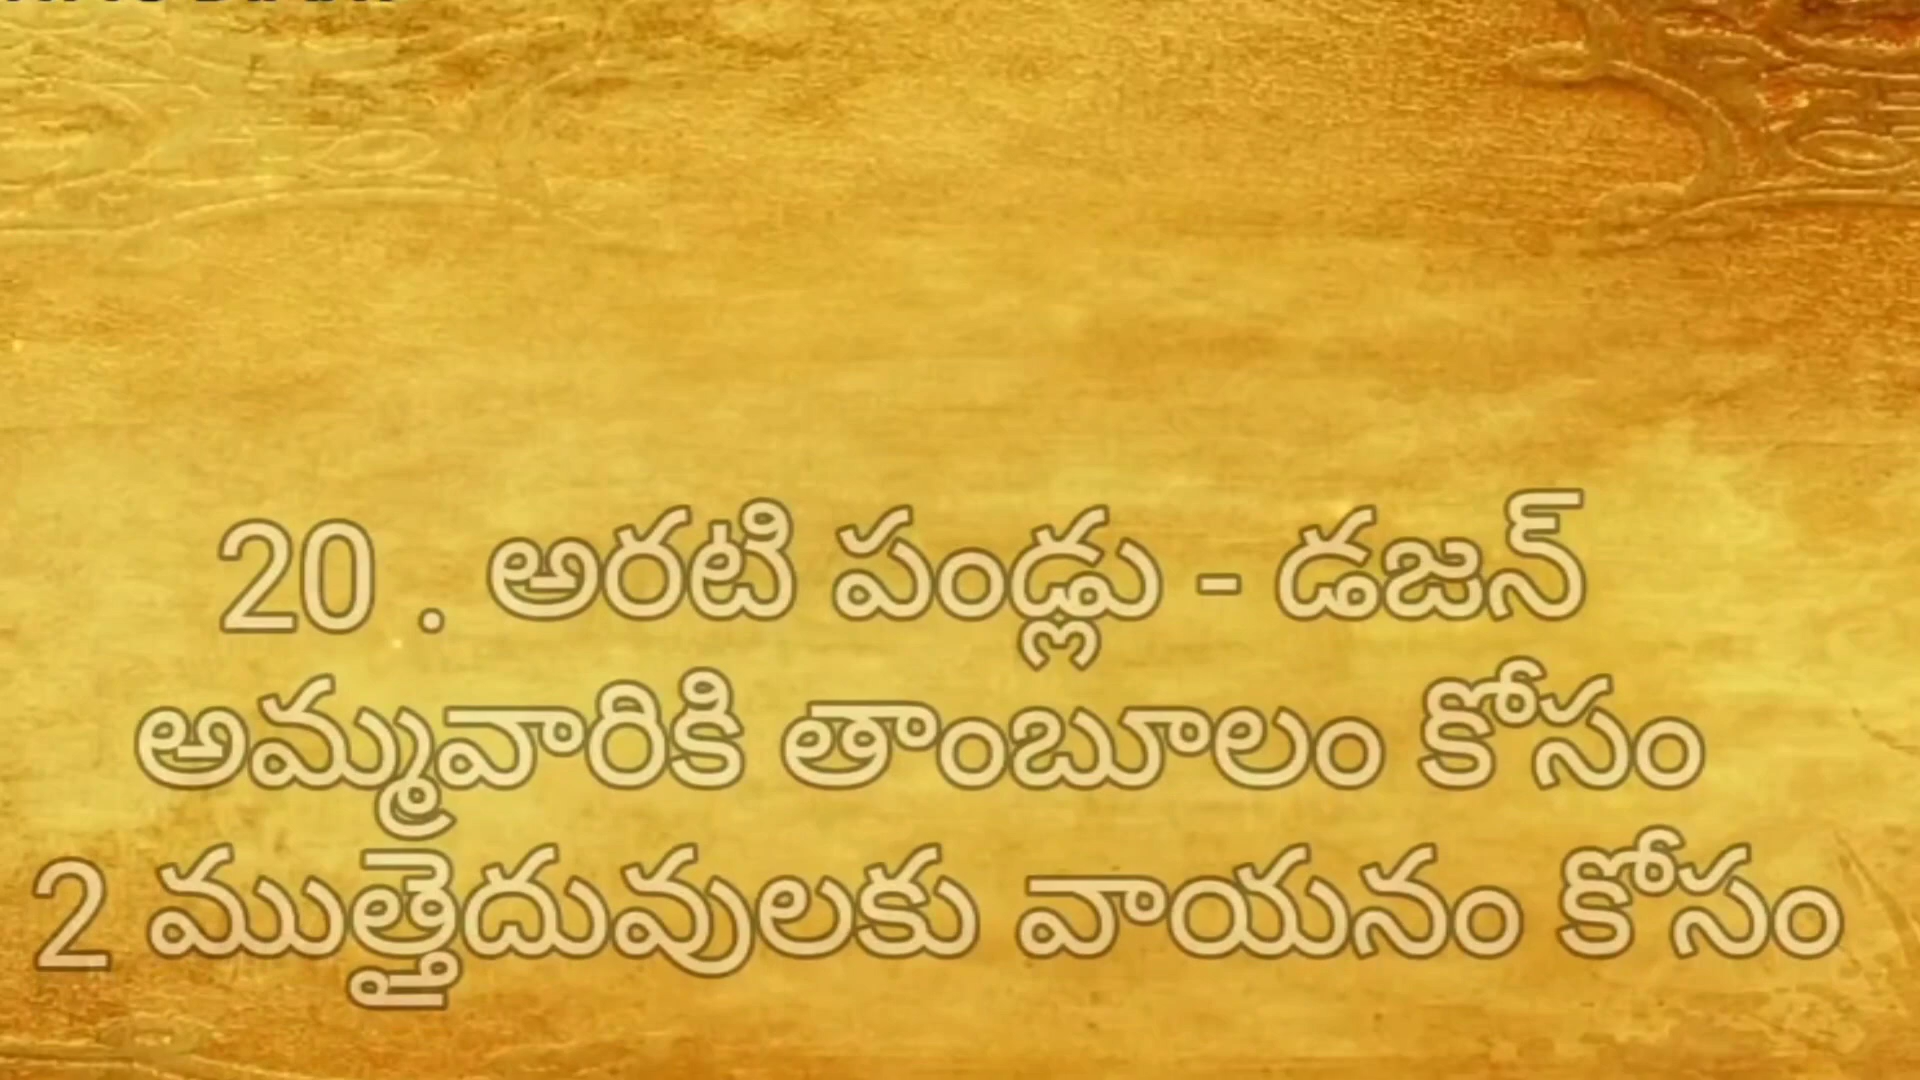 20 . అరటి పండ్లు - డజన్
అమ్మవారికి తాంబూలం కోసం
2 ముత్తైదువులకు వాయనం కోసం